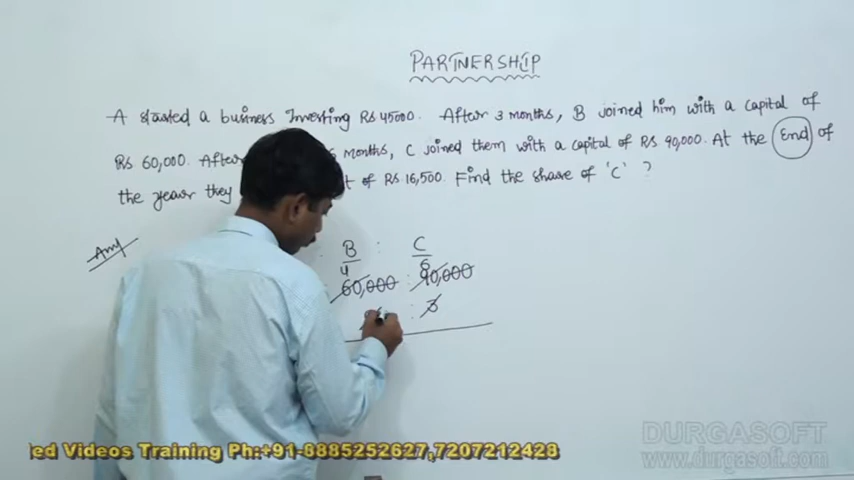 PARTNERSHIP
A started a business Investing Rs 45000. After 3 months, B joined him with a capital of
Rs 60,000. After 6 months, C joined them with a capital of Rs. 90,000. At the End of
the year they of Rs 16,500. Find the share of 'C' ?
Ans
: B : C
4 6
60,000 : 90,000
: 3
ed Videos Training Ph:+91-8885252627,7207212428
DURGASOFT
www.durgasoft.com